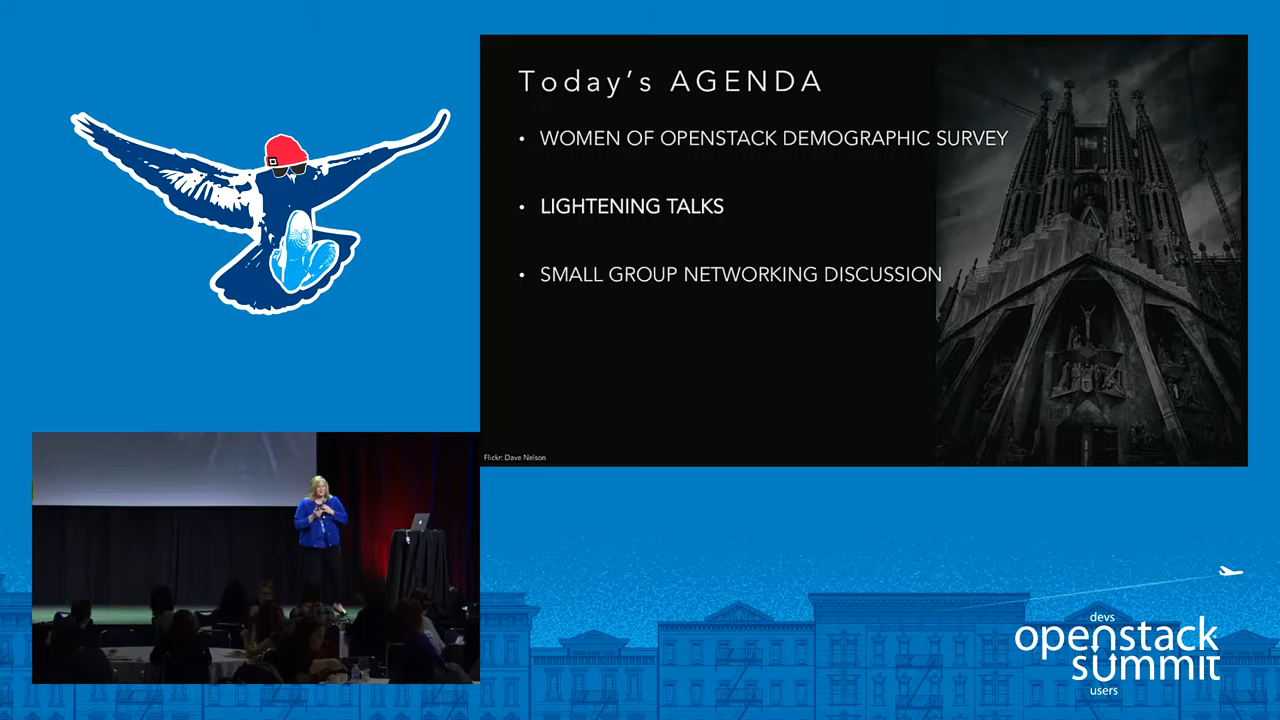 Today's AGENDA
• WOMEN OF OPENSTACK DEMOGRAPHIC SURVEY
• LIGHTENING TALKS
• SMALL GROUP NETWORKING DISCUSSION
Flickr: Dave Nelson
devs
openstack
summit
users